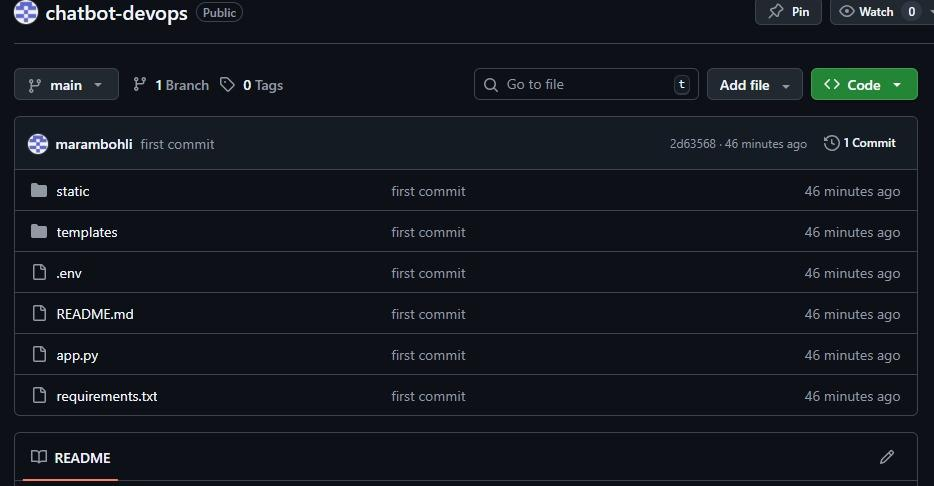 chatbot-devops Public Pin Watch 0
main 1 Branch 0 Tags Go to file t Add file Code
marambohli first commit 2d63568 · 46 minutes ago 1 Commit
static first commit 46 minutes ago
templates first commit 46 minutes ago
.env first commit 46 minutes ago
README.md first commit 46 minutes ago
app.py first commit 46 minutes ago
requirements.txt first commit 46 minutes ago
README